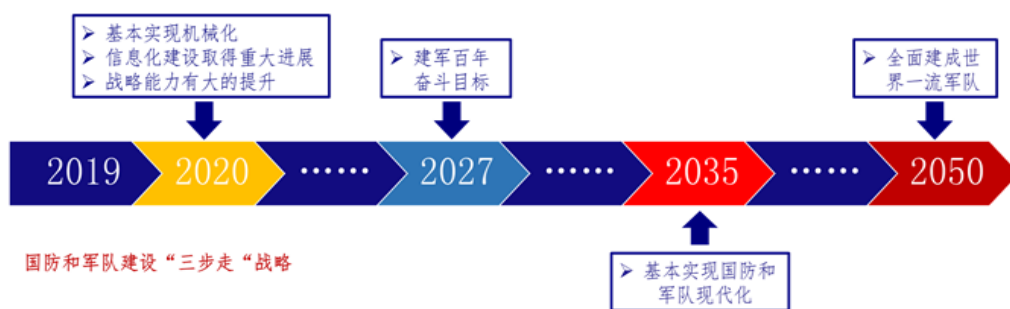 ➢ 基本实现机械化
➢ 信息化建设取得重大进展
➢ 战略能力有大的提升
➢ 建军百年
奋斗目标
➢ 全面建成世
界一流军队
2019
2020
……
2027
……
2035
……
2050
国防和军队建设“三步走“战略
➢ 基本实现国防和
军队现代化